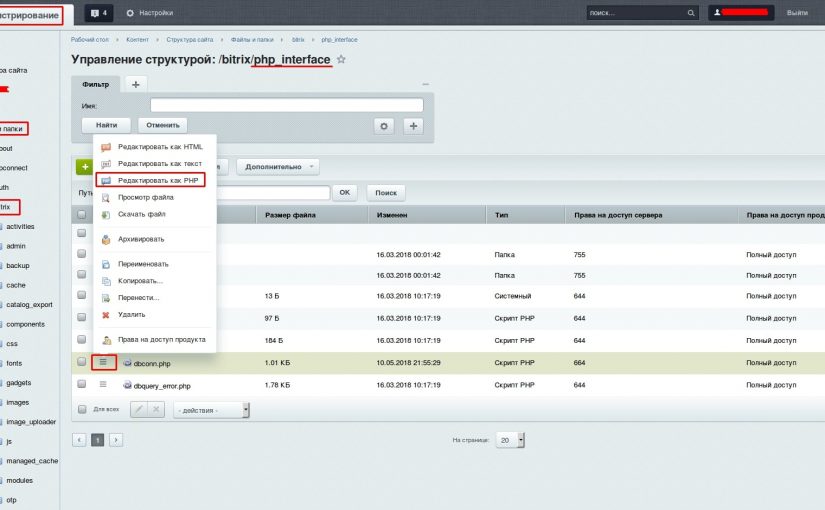 истрирование
4
Настройки
поиск...
Выйти
Рабочий стол
Контент
Структура сайта
Файлы и папки
bitrix
php_interface
Управление структурой: /bitrix/php_interface
ра сайта
и папки
bout
pconnect
uth
trix
activities
admin
backup
cache
catalog_export
components
css
fonts
gadgets
images
image_uploader
js
managed_cache
modules
otp
Фильтр
Имя:
Найти
Отменить
Редактировать как HTML
Редактировать как текст
Редактировать как PHP
Просмотр файла
Скачать файл
Архивировать
Переименовать
Копировать...
Перенести...
Удалить
Права на доступ продукта
Дополнительно
Путь
OK
Поиск
Размер файла Изменен Тип Права на доступ сервера Права на доступ прод
16.03.2018 00:01:42 Папка 755 Полный доступ
16.03.2018 00:01:42 Папка 755 Полный доступ
13 Б 16.03.2018 10:17:19 Системный 644 Полный доступ
97 Б 16.03.2018 10:17:19 Скрипт PHP 644 Полный доступ
184 Б 16.03.2018 10:17:19 Скрипт PHP 644 Полный доступ
dbconn.php 1.01 КБ 10.05.2018 21:55:29 Скрипт PHP 664 Полный доступ
dbquery_error.php 1.78 КБ 16.03.2018 10:17:19 Скрипт PHP 644 Полный доступ
Для всех
- действия -
1
На странице: 20